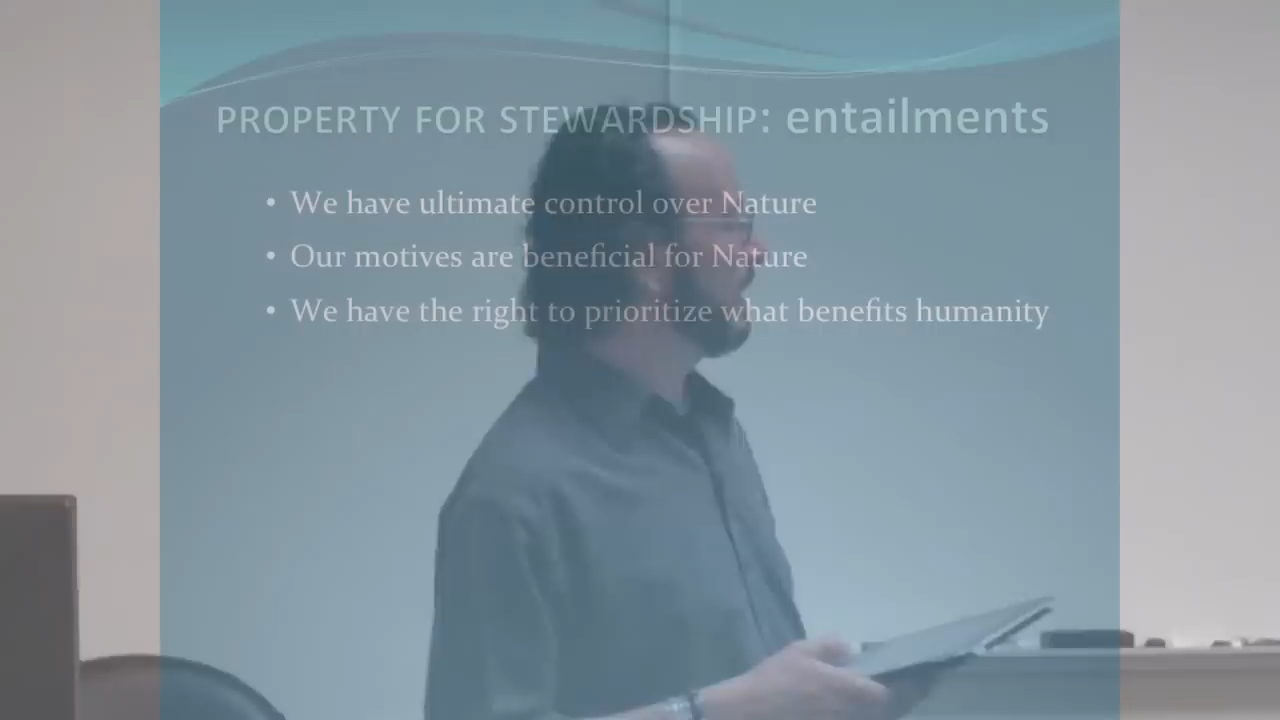 PROPERTY FOR STEWARDSHIP: entailments
• We have ultimate control over Nature
• Our motives are beneficial for Nature
• We have the right to prioritize what benefits humanity